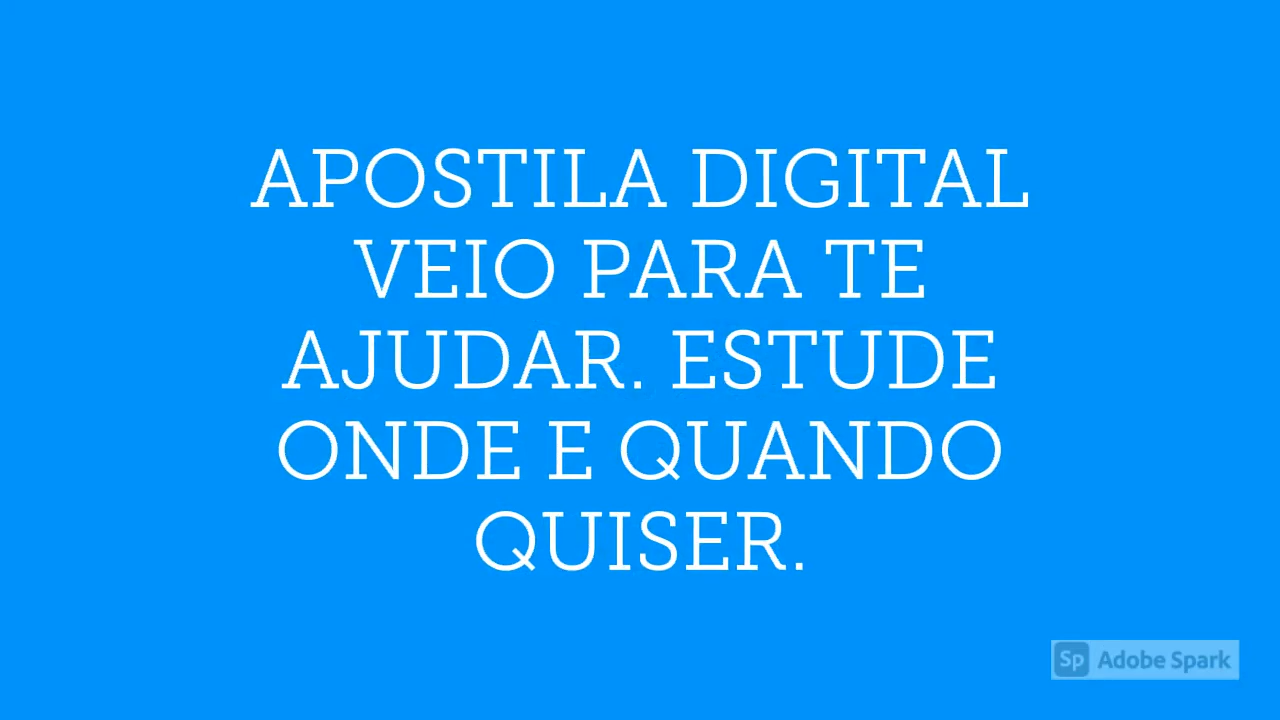 APOSTILA DIGITAL
VEIO PARA TE
AJUDAR. ESTUDE
ONDE E QUANDO
QUISER.
Sp Adobe Spark